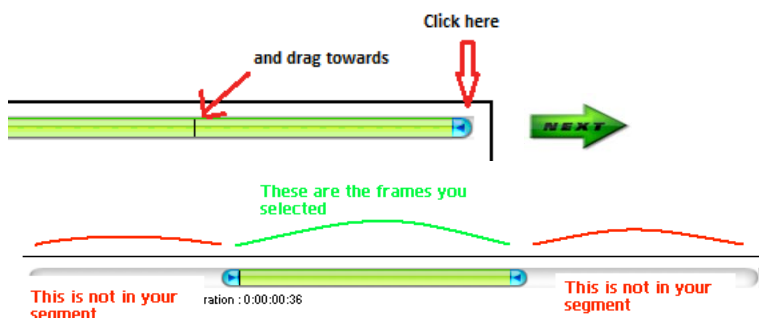 Click here
and drag towards
NEXT
These are the frames you
selected
This is not in your
segment
ration : 0:00:00:36
This is not in your
segment